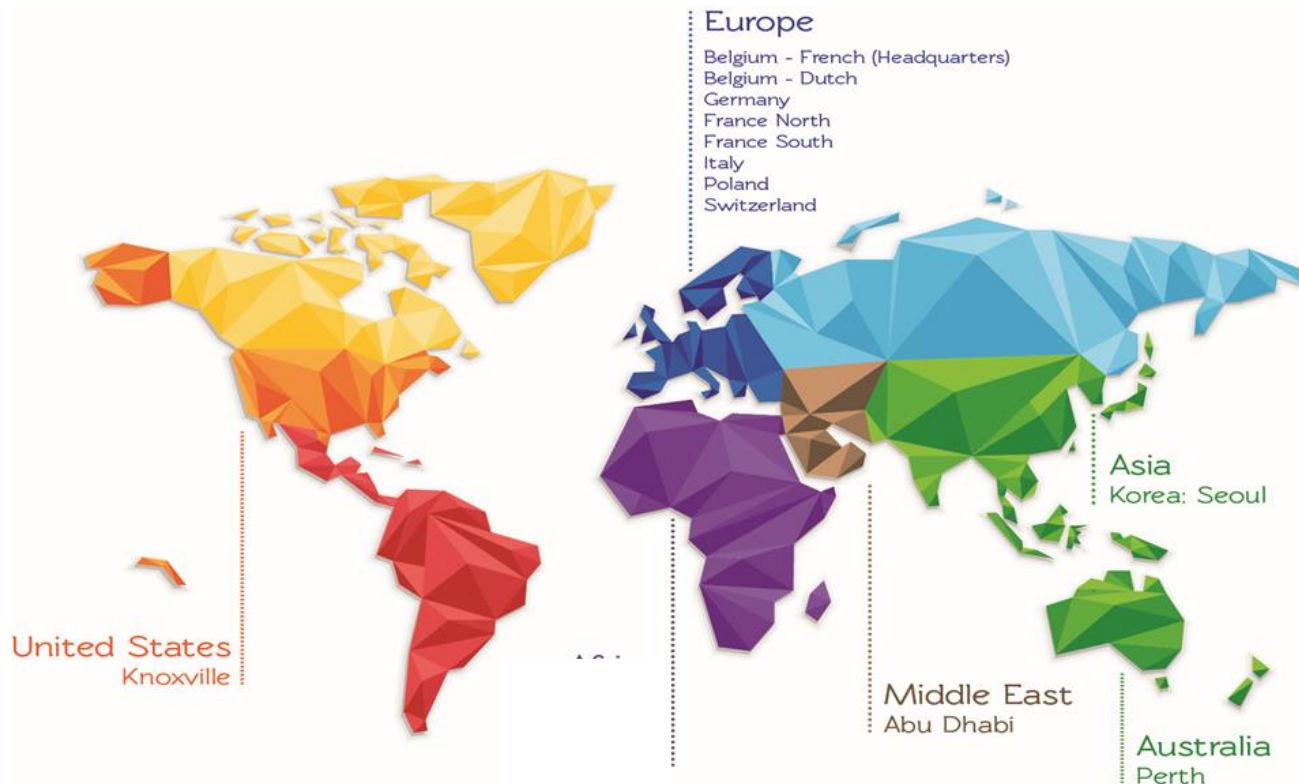 Europe
Belgium - French (Headquarters)
Belgium - Dutch
Germany
France North
France South
Italy
Poland
Switzerland
Asia
Korea: Seoul
United States
Knoxville
Middle East
Abu Dhabi
Australia
Perth